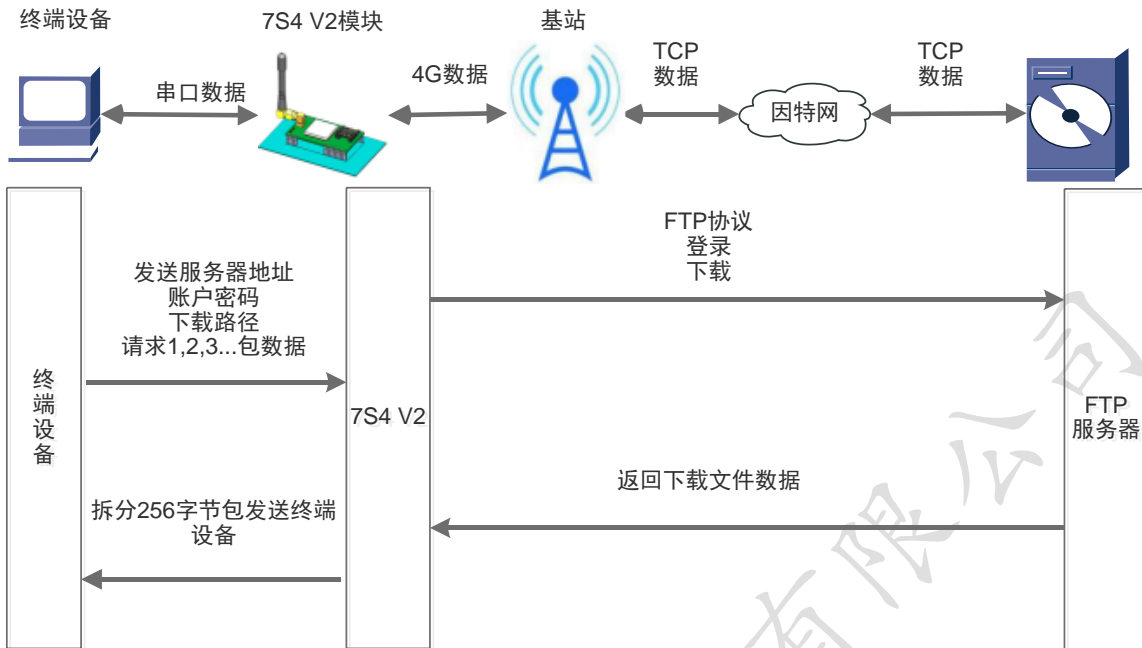 终端设备
7S4 V2模块
基站
串口数据
4G数据
TCP
数据
因特网
TCP
数据
FTP协议
登录
下载
发送服务器地址
账户密码
下载路径
请求1,2,3...包数据
终
端
设
备
7S4 V2
FTP
服务器
返回下载文件数据
拆分256字节包发送终端
设备
有限公司